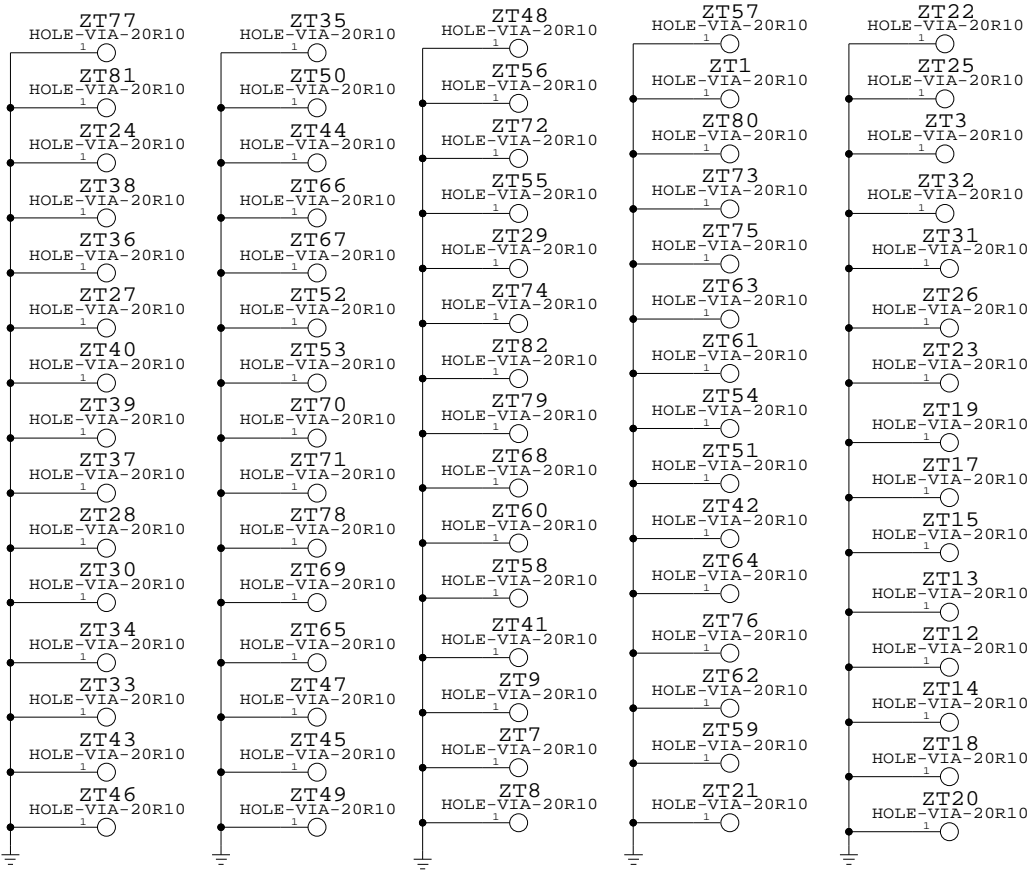 ZT77
HOLE-VIA-20R10
1
ZT81
HOLE-VIA-20R10
1
ZT24
HOLE-VIA-20R10
1
ZT38
HOLE-VIA-20R10
1
ZT36
HOLE-VIA-20R10
1
ZT27
HOLE-VIA-20R10
1
ZT40
HOLE-VIA-20R10
1
ZT39
HOLE-VIA-20R10
1
ZT37
HOLE-VIA-20R10
1
ZT28
HOLE-VIA-20R10
1
ZT30
HOLE-VIA-20R10
1
ZT34
HOLE-VIA-20R10
1
ZT33
HOLE-VIA-20R10
1
ZT43
HOLE-VIA-20R10
1
ZT46
HOLE-VIA-20R10
1
ZT35
HOLE-VIA-20R10
1
ZT50
HOLE-VIA-20R10
1
ZT44
HOLE-VIA-20R10
1
ZT66
HOLE-VIA-20R10
1
ZT67
HOLE-VIA-20R10
1
ZT52
HOLE-VIA-20R10
1
ZT53
HOLE-VIA-20R10
1
ZT70
HOLE-VIA-20R10
1
ZT71
HOLE-VIA-20R10
1
ZT78
HOLE-VIA-20R10
1
ZT69
HOLE-VIA-20R10
1
ZT65
HOLE-VIA-20R10
1
ZT47
HOLE-VIA-20R10
1
ZT45
HOLE-VIA-20R10
1
ZT49
HOLE-VIA-20R10
1
ZT48
HOLE-VIA-20R10
1
ZT56
HOLE-VIA-20R10
1
ZT72
HOLE-VIA-20R10
1
ZT55
HOLE-VIA-20R10
1
ZT29
HOLE-VIA-20R10
1
ZT74
HOLE-VIA-20R10
1
ZT82
HOLE-VIA-20R10
1
ZT79
HOLE-VIA-20R10
1
ZT68
HOLE-VIA-20R10
1
ZT60
HOLE-VIA-20R10
1
ZT58
HOLE-VIA-20R10
1
ZT41
HOLE-VIA-20R10
1
ZT9
HOLE-VIA-20R10
1
ZT7
HOLE-VIA-20R10
1
ZT8
HOLE-VIA-20R10
1
ZT57
HOLE-VIA-20R10
1
ZT1
HOLE-VIA-20R10
1
ZT80
HOLE-VIA-20R10
1
ZT73
HOLE-VIA-20R10
1
ZT75
HOLE-VIA-20R10
1
ZT63
HOLE-VIA-20R10
1
ZT61
HOLE-VIA-20R10
1
ZT54
HOLE-VIA-20R10
1
ZT51
HOLE-VIA-20R10
1
ZT42
HOLE-VIA-20R10
1
ZT64
HOLE-VIA-20R10
1
ZT76
HOLE-VIA-20R10
1
ZT62
HOLE-VIA-20R10
1
ZT59
HOLE-VIA-20R10
1
ZT21
HOLE-VIA-20R10
1
ZT22
HOLE-VIA-20R10
1
ZT25
HOLE-VIA-20R10
1
ZT3
HOLE-VIA-20R10
1
ZT32
HOLE-VIA-20R10
1
ZT31
HOLE-VIA-20R10
1
ZT26
HOLE-VIA-20R10
1
ZT23
HOLE-VIA-20R10
1
ZT19
HOLE-VIA-20R10
1
ZT17
HOLE-VIA-20R10
1
ZT15
HOLE-VIA-20R10
1
ZT13
HOLE-VIA-20R10
1
ZT12
HOLE-VIA-20R10
1
ZT14
HOLE-VIA-20R10
1
ZT18
HOLE-VIA-20R10
1
ZT20
HOLE-VIA-20R10
1